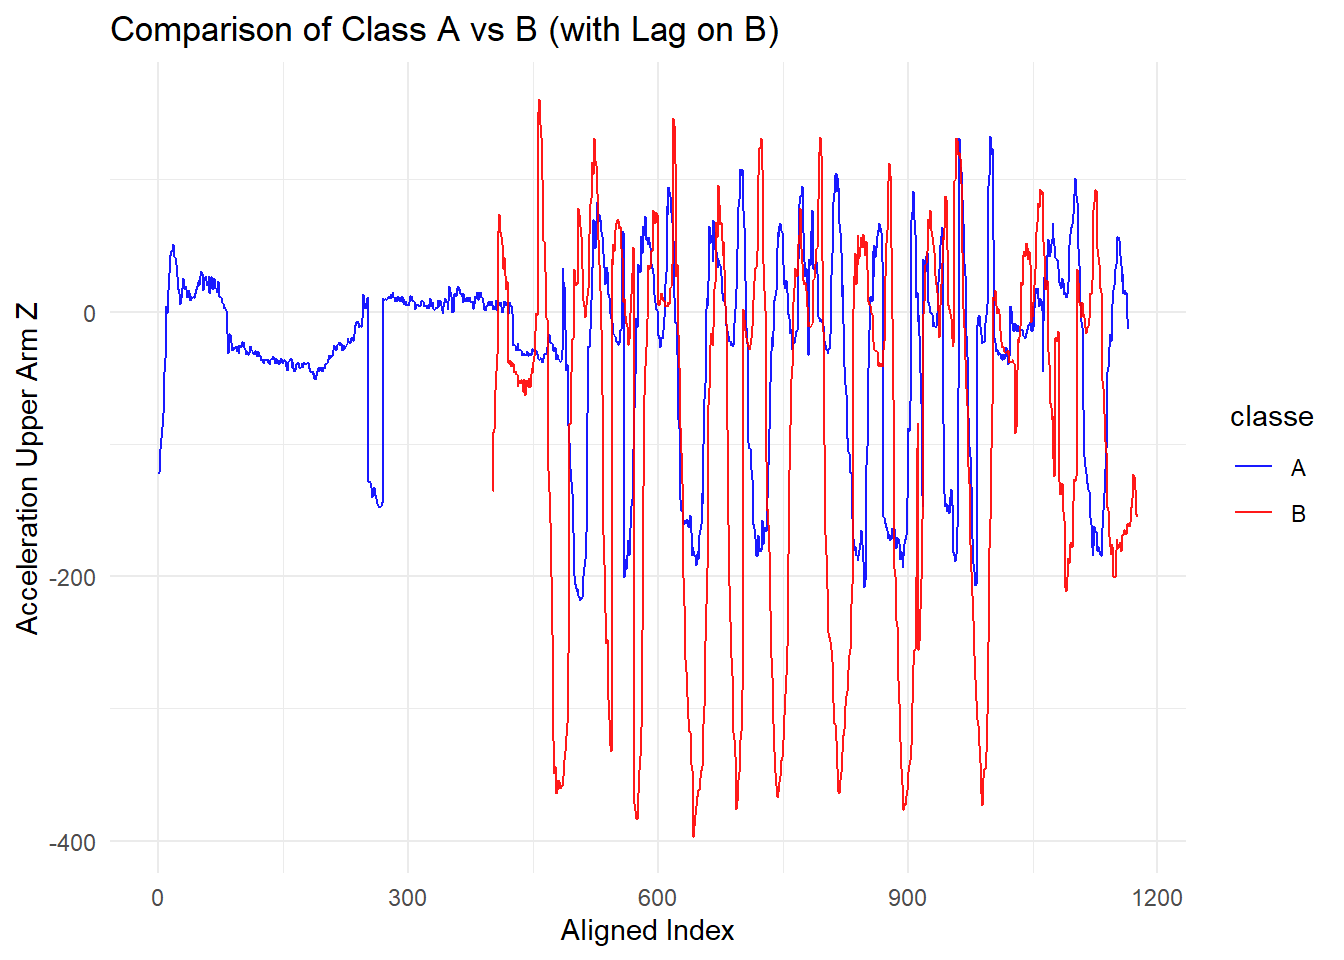 Comparison of Class A vs B (with Lag on B)
Acceleration Upper Arm Z
0
-200
-400
0
300
600
900
1200
Aligned Index
classe
A
B